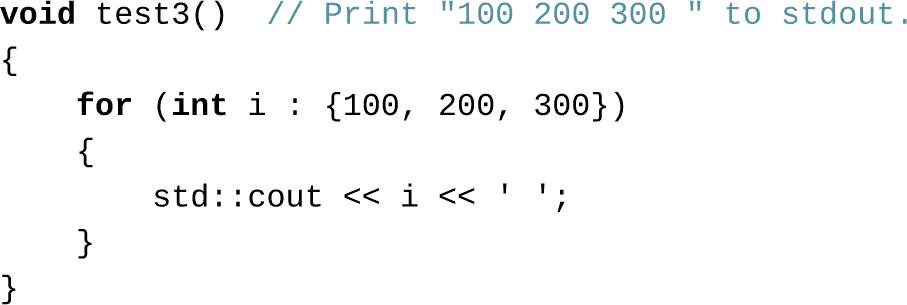 void test3()  // Print "100 200 300 " to stdout.
{
    for (int i : {100, 200, 300})
    {
        std::cout << i << ' ';
    }
}